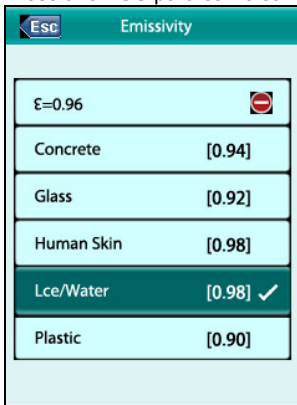 Esc Emissivity
ε=0.96
Concrete [0.94]
Glass [0.92]
Human Skin [0.98]
Lce/Water [0.98]
Plastic [0.90]